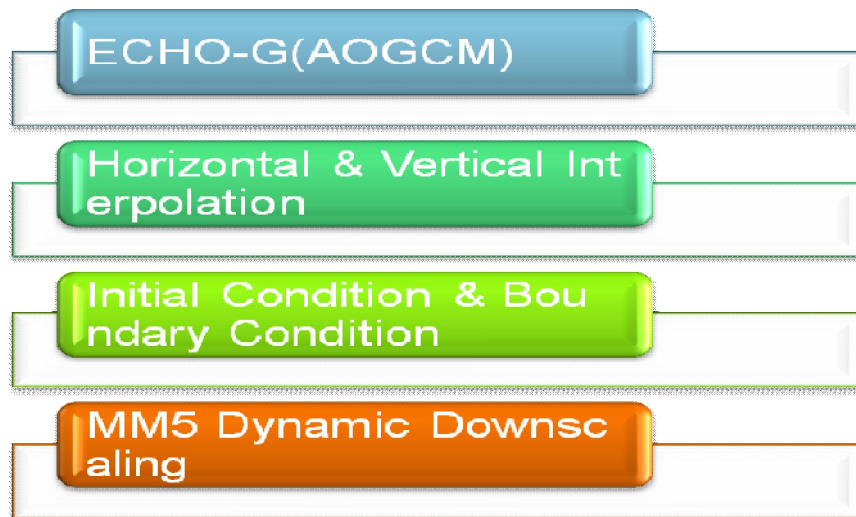 ECHO-G(AOGCM)
Horizontal & Vertical Int
erpolation
Initial Condition & Bou
ndary Condition
MM5 Dynamic Downsc
aling